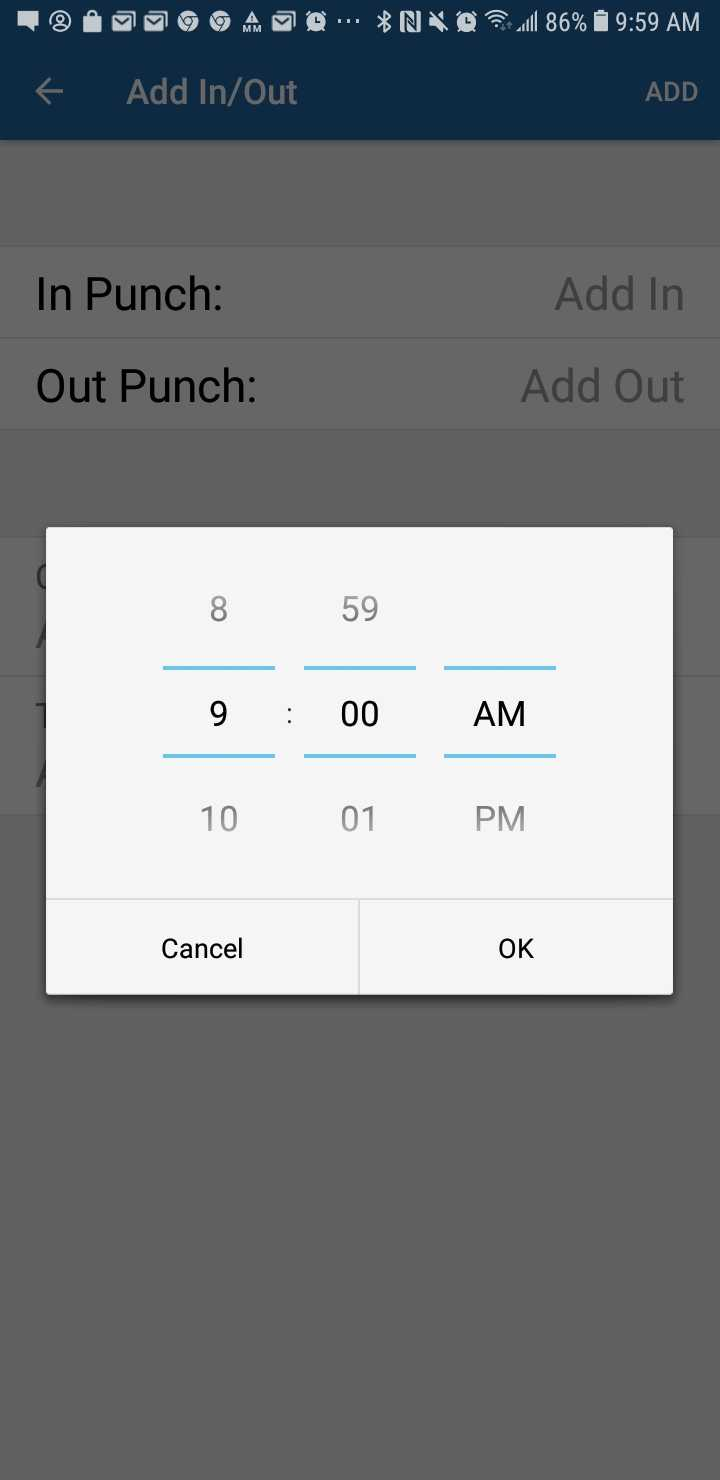 86% 9:59 AM
Add In/Out ADD
In Punch: Add In
Out Punch: Add Out
8 59
9 : 00 AM
10 01 PM
Cancel OK